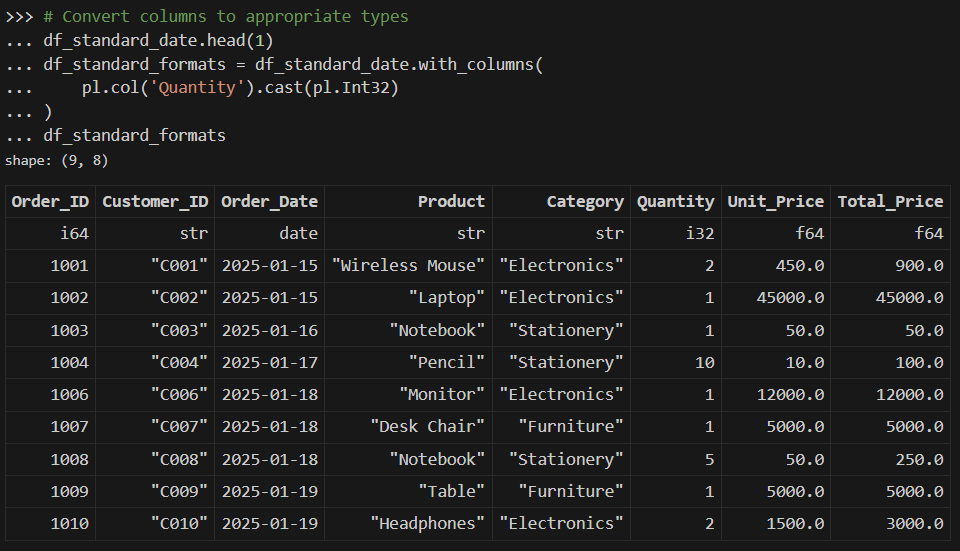 >>> # Convert columns to appropriate types
... df_standard_date.head(1)
... df_standard_formats = df_standard_date.with_columns(
...     pl.col('Quantity').cast(pl.Int32)
... )
... df_standard_formats
shape: (9, 8)
Order_ID Customer_ID Order_Date Product Category Quantity Unit_Price Total_Price
i64 str date str str i32 f64 f64
1001 "C001" 2025-01-15 "Wireless Mouse" "Electronics" 2 450.0 900.0
1002 "C002" 2025-01-15 "Laptop" "Electronics" 1 45000.0 45000.0
1003 "C003" 2025-01-16 "Notebook" "Stationery" 1 50.0 50.0
1004 "C004" 2025-01-17 "Pencil" "Stationery" 10 10.0 100.0
1006 "C006" 2025-01-18 "Monitor" "Electronics" 1 12000.0 12000.0
1007 "C007" 2025-01-18 "Desk Chair" "Furniture" 1 5000.0 5000.0
1008 "C008" 2025-01-18 "Notebook" "Stationery" 5 50.0 250.0
1009 "C009" 2025-01-19 "Table" "Furniture" 1 5000.0 5000.0
1010 "C010" 2025-01-19 "Headphones" "Electronics" 2 1500.0 3000.0